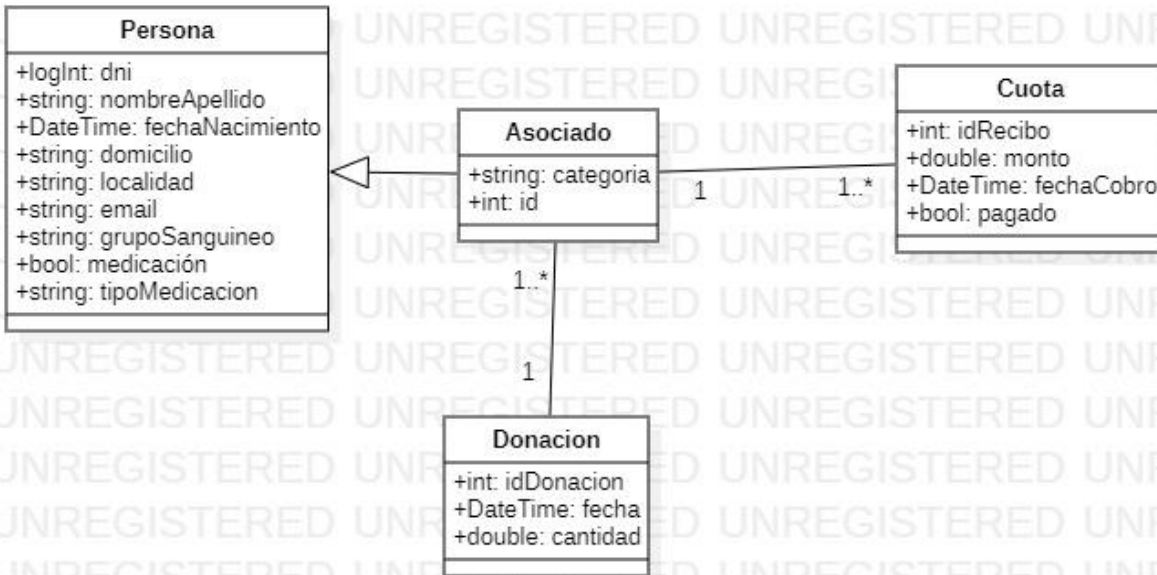 Persona
+logInt: dni
+string: nombreApellido
+DateTime: fechaNacimiento
+string: domicilio
+string: localidad
+string: email
+string: grupoSanguineo
+bool: medicación
+string: tipoMedicacion
Asociado
+string: categoria
+int: id
1
1..*
Cuota
+int: idRecibo
+double: monto
+DateTime: fechaCobro
+bool: pagado
1..*
1
Donacion
+int: idDonacion
+DateTime: fecha
+double: cantidad
UNREGISTERED UNREGISTERED UNREGISTERED